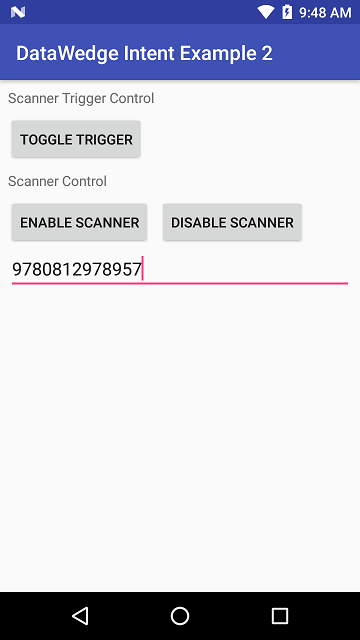 9:48 AM
DataWedge Intent Example 2
Scanner Trigger Control
TOGGLE TRIGGER
Scanner Control
ENABLE SCANNER DISABLE SCANNER
9780812978957